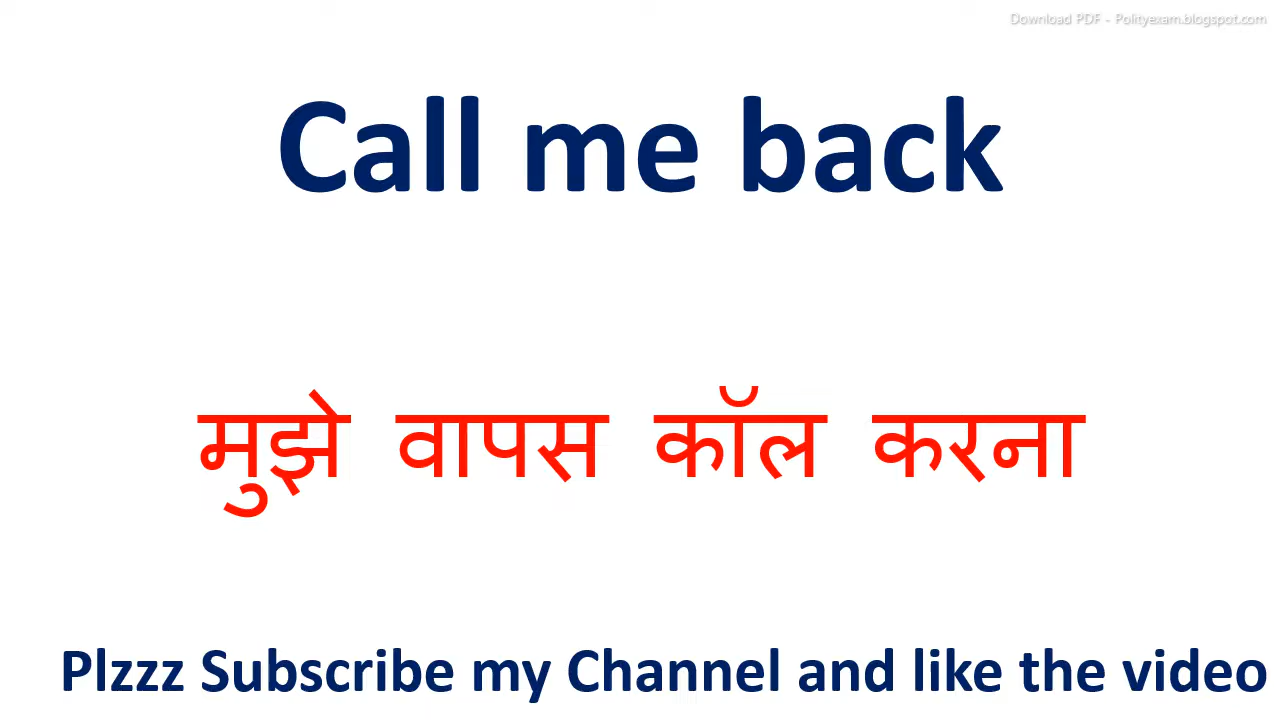 Download PDF - Polityexam.blogspot.com
Call me back
मुझे वापस कॉल करना
Plzzz Subscribe my Channel and like the video